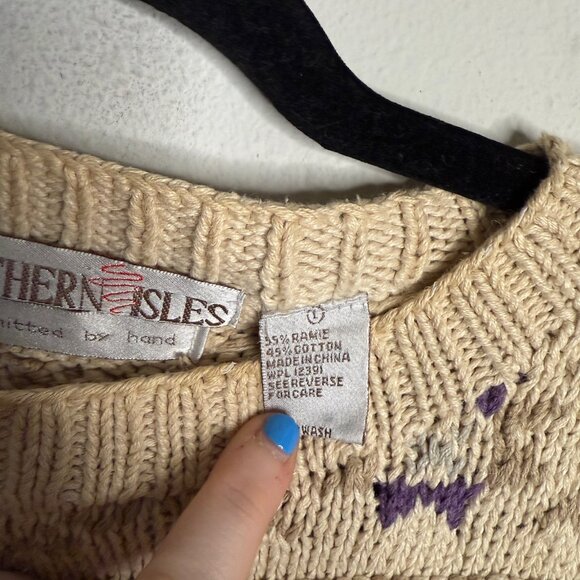 THERN ISLES
nitted by hand
L
55% RAMIE
45% COTTON
MADE IN CHINA
WPL 12391
SEE REVERSE
FOR CARE
WASH